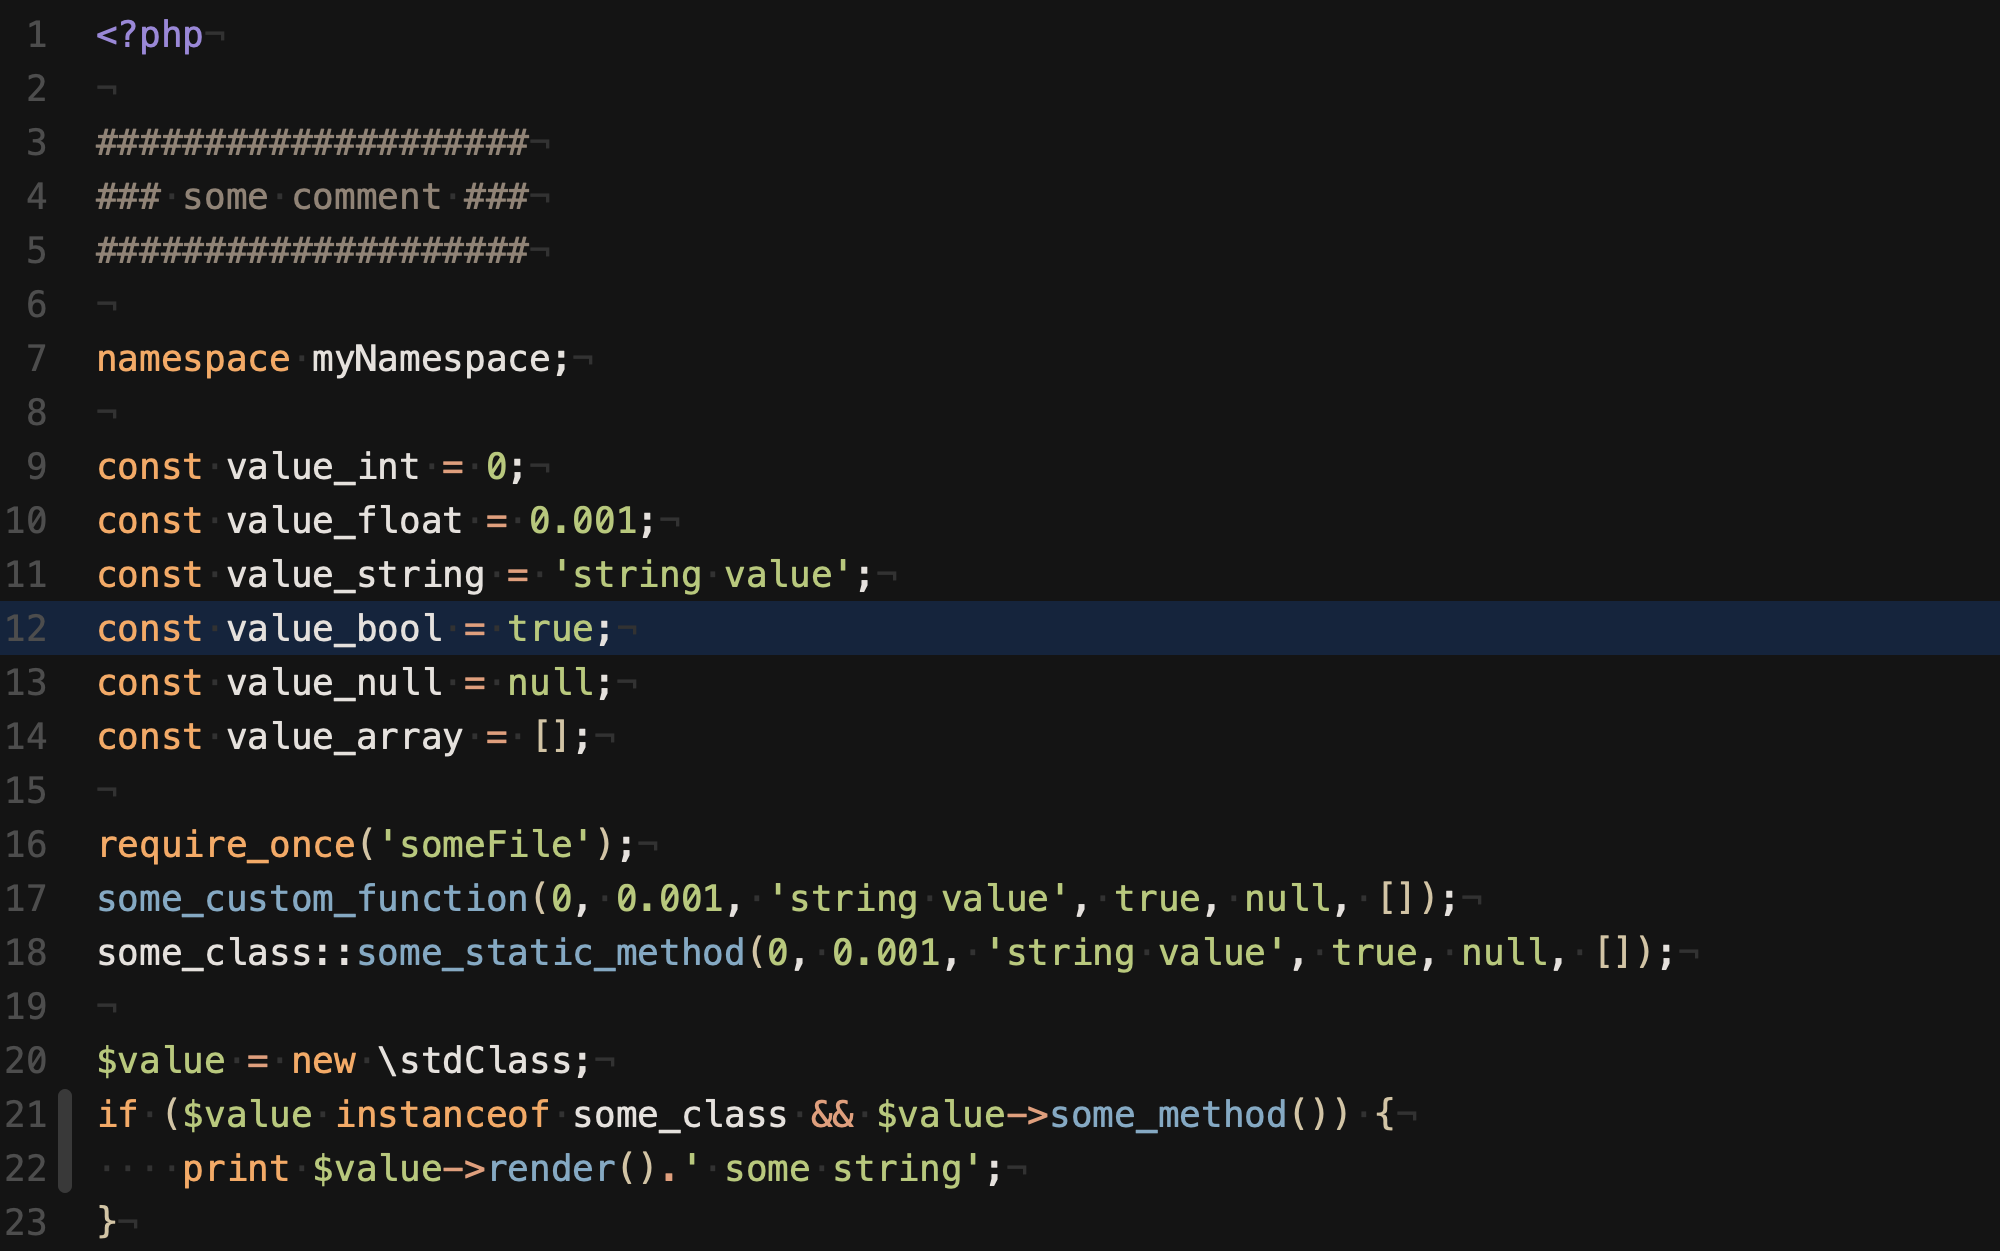 1 <?php¬
2 ¬
3 ####################¬
4 ###·some·comment·###¬
5 ####################¬
6 ¬
7 namespace·myNamespace;¬
8 ¬
9 const·value_int·=·0;¬
10 const·value_float·=·0.001;¬
11 const·value_string·=·'string·value';¬
12 const·value_bool·=·true;¬
13 const·value_null·=·null;¬
14 const·value_array·=·[];¬
15 ¬
16 require_once('someFile');¬
17 some_custom_function(0,·0.001,·'string·value',·true,·null,·[]);¬
18 some_class::some_static_method(0,·0.001,·'string·value',·true,·null,·[]);¬
19 ¬
20 $value·=·new·\stdClass;¬
21 if·($value·instanceof·some_class·&&·$value->some_method())·{¬
22 ····print·$value->render().'·some·string';¬
23 }¬